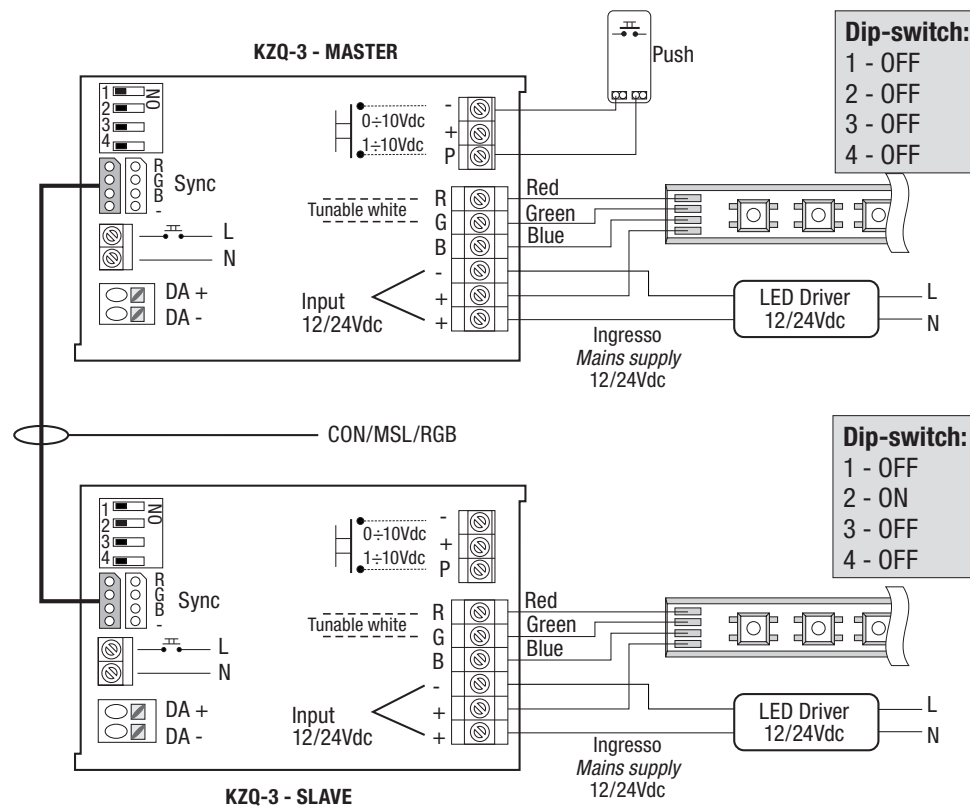 KZQ-3 - MASTER
Push
Dip-switch:
1 - OFF
2 - OFF
3 - OFF
4 - OFF
1
2
3
4
NO
0÷10Vdc
1÷10Vdc
-
+
P
R
G
B
-
Sync
L
N
DA +
DA -
Tunable white
R
G
B
-
+
+
Red
Green
Blue
Input
12/24Vdc
LED Driver
12/24Vdc
L
N
Ingresso
Mains supply
12/24Vdc
CON/MSL/RGB
Dip-switch:
1 - OFF
2 - ON
3 - OFF
4 - OFF
1
2
3
4
NO
0÷10Vdc
1÷10Vdc
-
+
P
R
G
B
-
Sync
L
N
DA +
DA -
Tunable white
R
G
B
-
+
+
Red
Green
Blue
Input
12/24Vdc
LED Driver
12/24Vdc
L
N
Ingresso
Mains supply
12/24Vdc
KZQ-3 - SLAVE